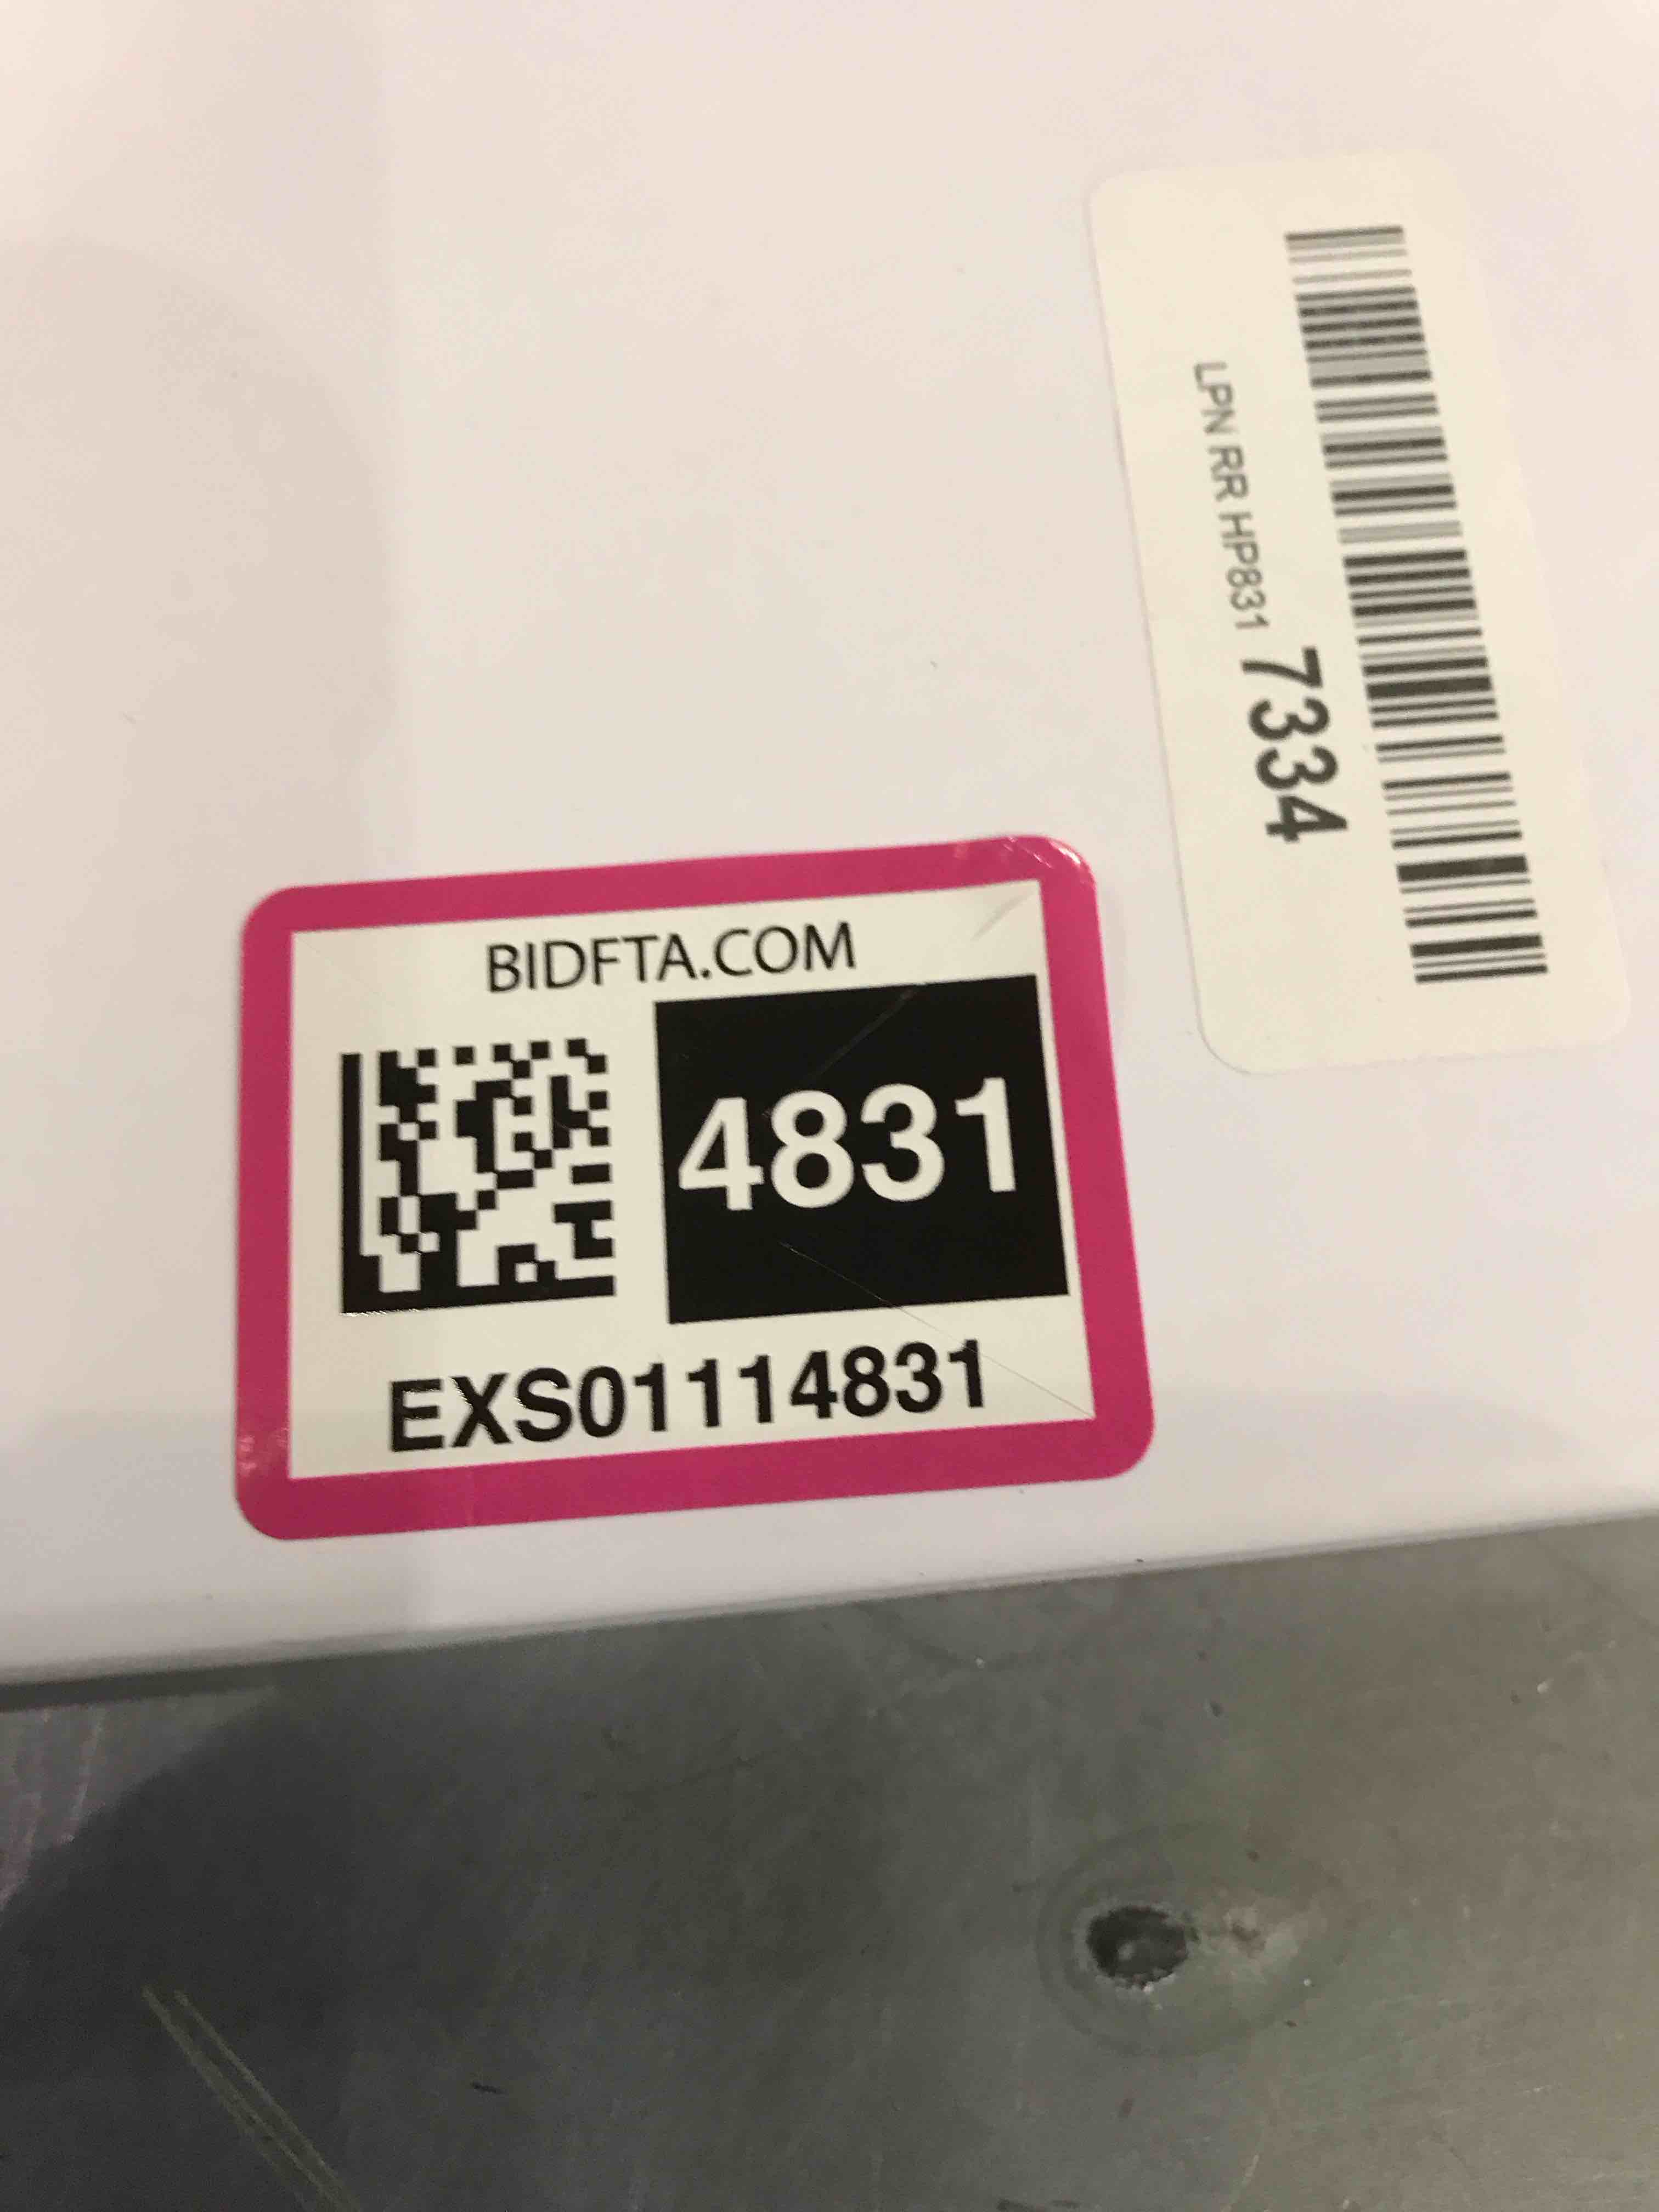 BIDFTA.COM
4831
EXS01114831
LPN RR HP831 7334